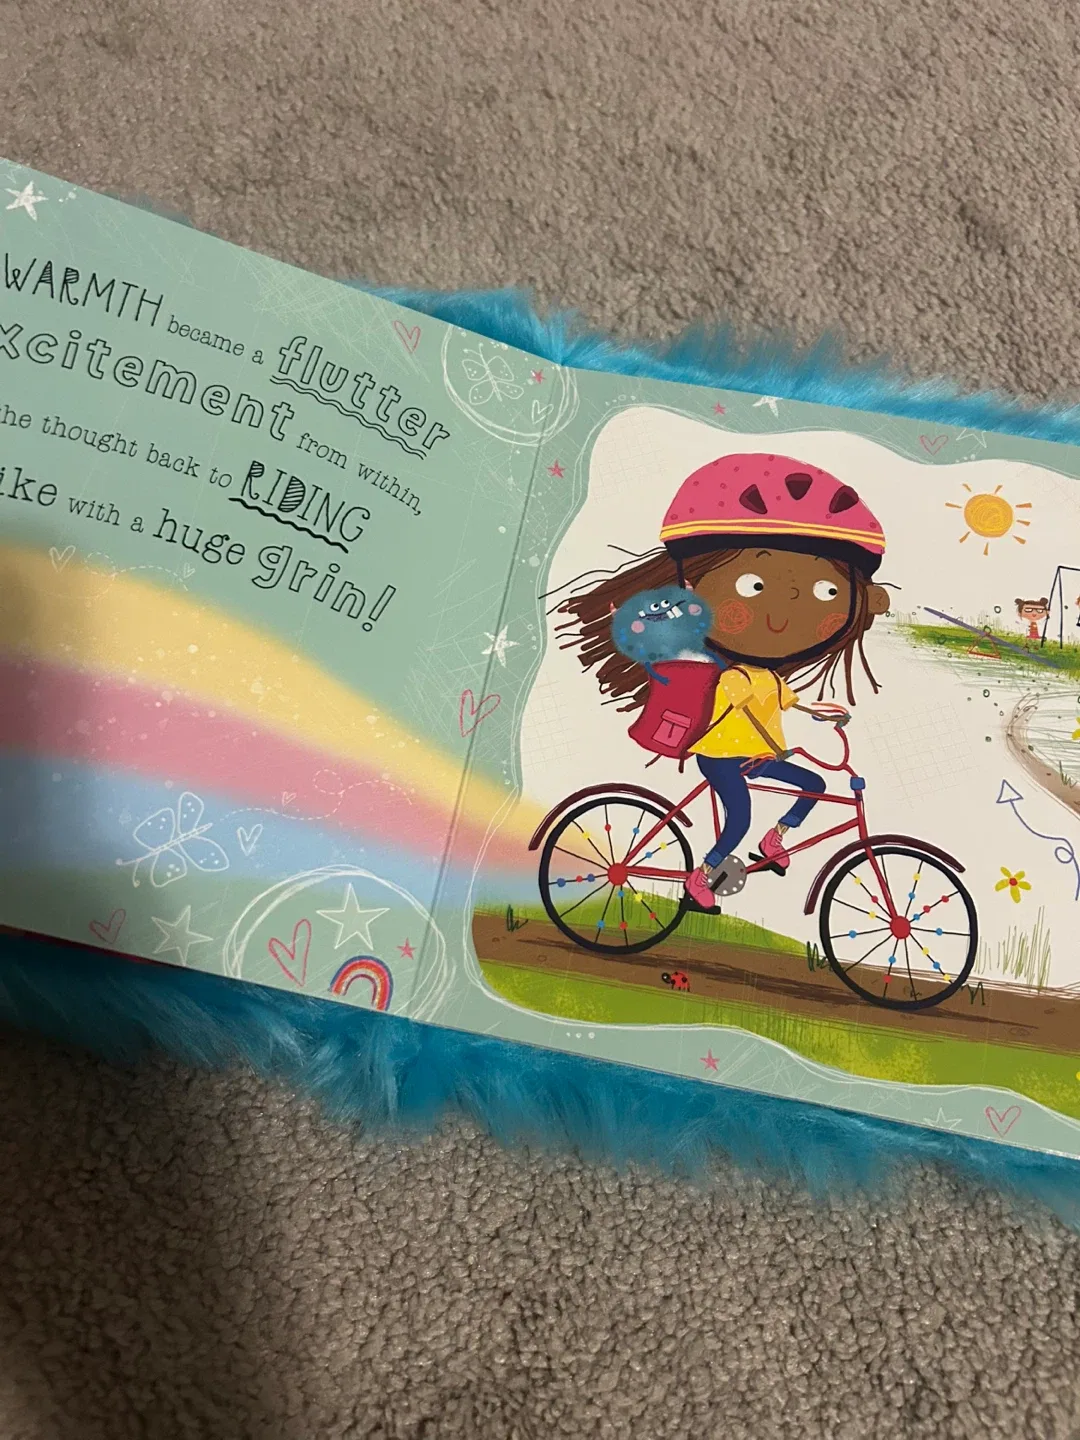 WARMTH became a flutter
xcitement from within,
he thought back to RIDING
ike with a huge grin!